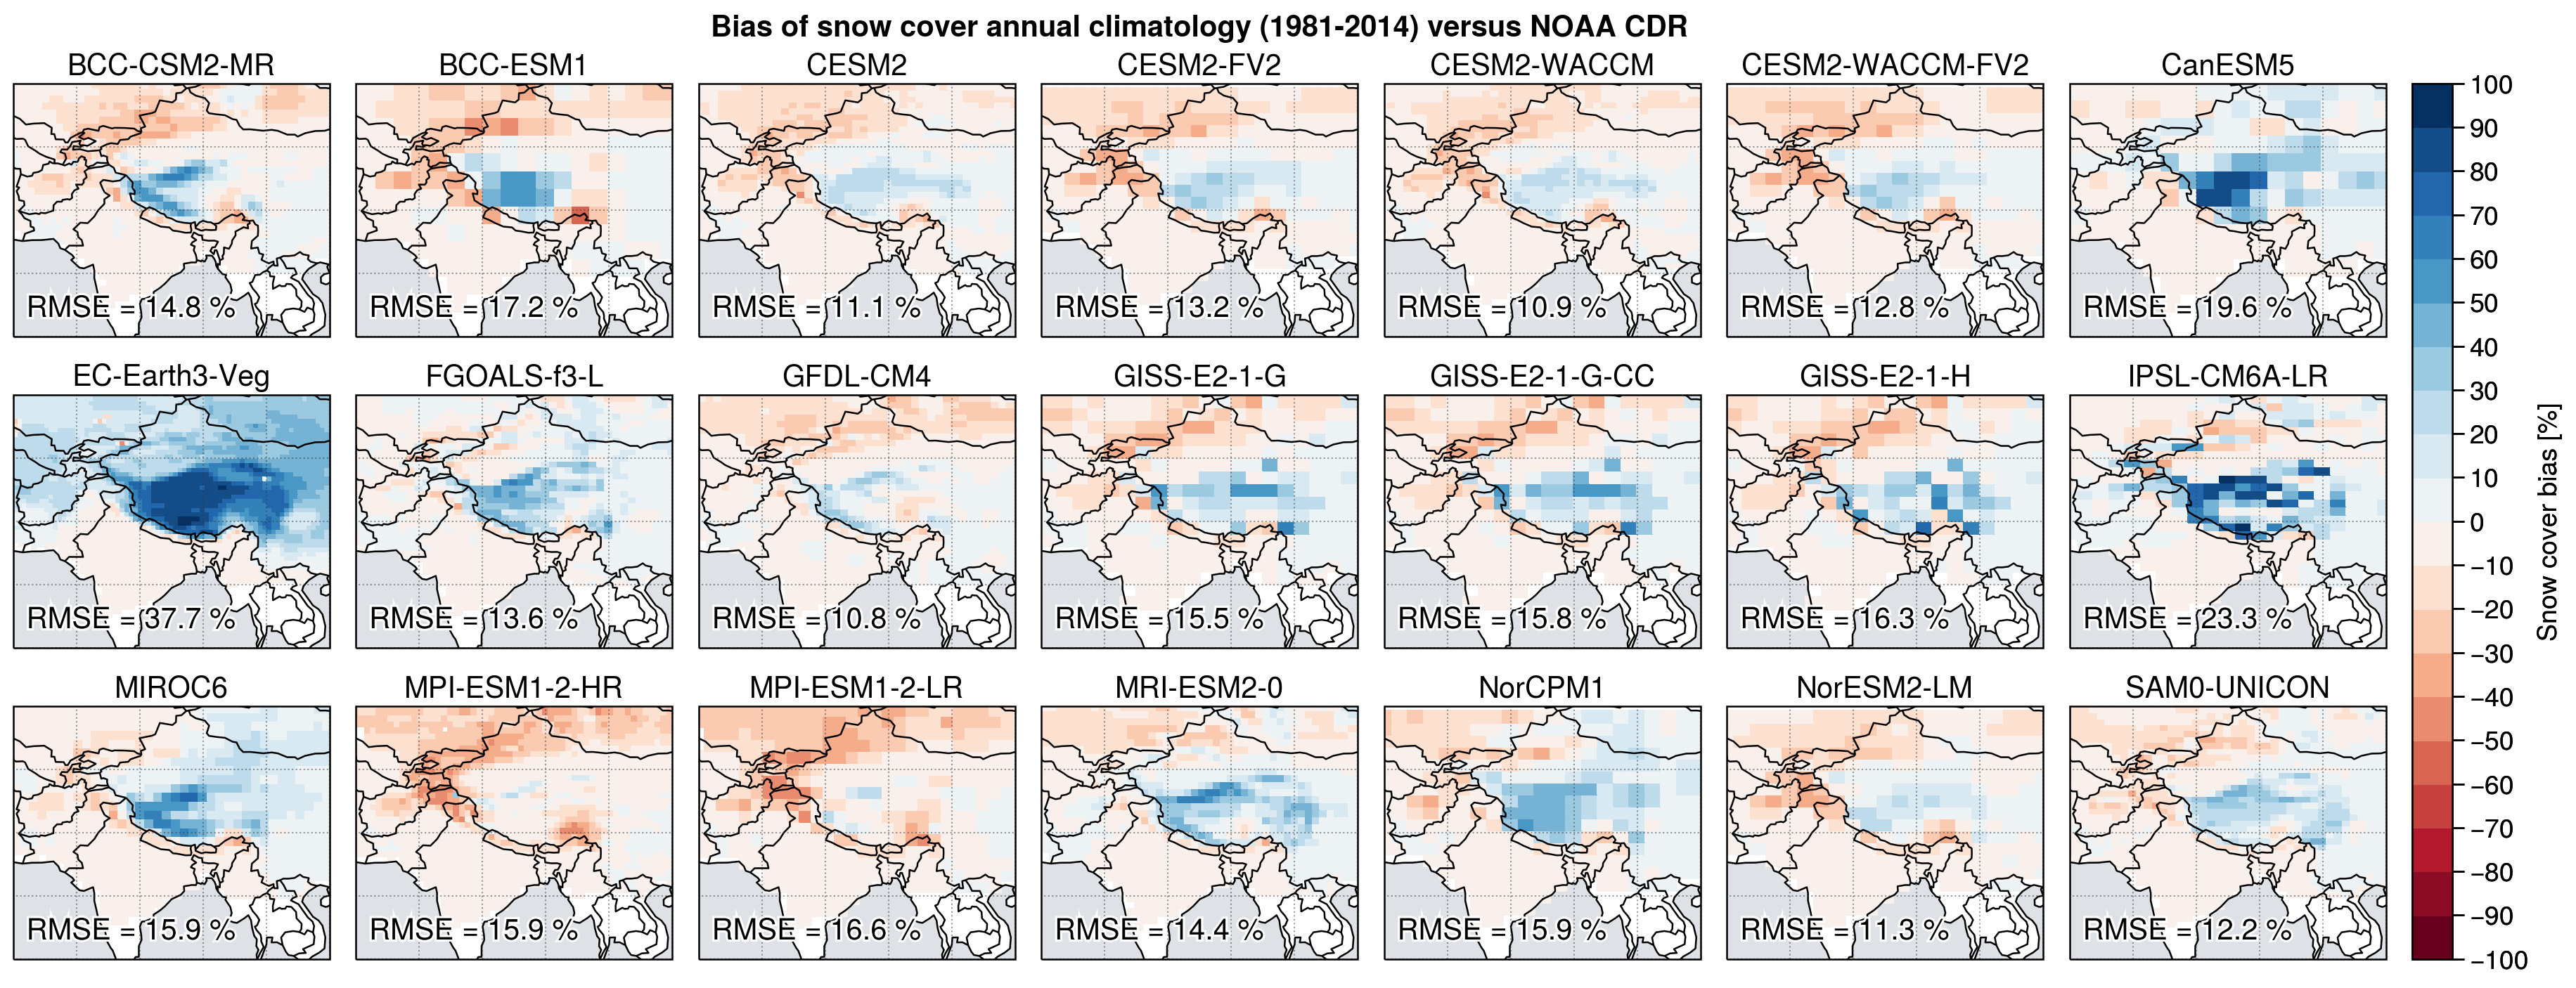 Bias of snow cover annual climatology (1981-2014) versus NOAA CDR
BCC-CSM2-MR
BCC-ESM1
CESM2
CESM2-FV2
CESM2-WACCM
CESM2-WACCM-FV2
CanESM5
RMSE = 14.8 %
RMSE = 17.2 %
RMSE = 11.1 %
RMSE = 13.2 %
RMSE = 10.9 %
RMSE = 12.8 %
RMSE = 19.6 %
EC-Earth3-Veg
FGOALS-f3-L
GFDL-CM4
GISS-E2-1-G
GISS-E2-1-G-CC
GISS-E2-1-H
IPSL-CM6A-LR
RMSE = 37.7 %
RMSE = 13.6 %
RMSE = 10.8 %
RMSE = 15.5 %
RMSE = 15.8 %
RMSE = 16.3 %
RMSE = 23.3 %
MIROC6
MPI-ESM1-2-HR
MPI-ESM1-2-LR
MRI-ESM2-0
NorCPM1
NorESM2-LM
SAM0-UNICON
RMSE = 15.9 %
RMSE = 15.9 %
RMSE = 16.6 %
RMSE = 14.4 %
RMSE = 15.9 %
RMSE = 11.3 %
RMSE = 12.2 %
100
90
80
70
60
50
40
30
20
10
0
−10
−20
−30
−40
−50
−60
−70
−80
−90
−100
Snow cover bias [%]